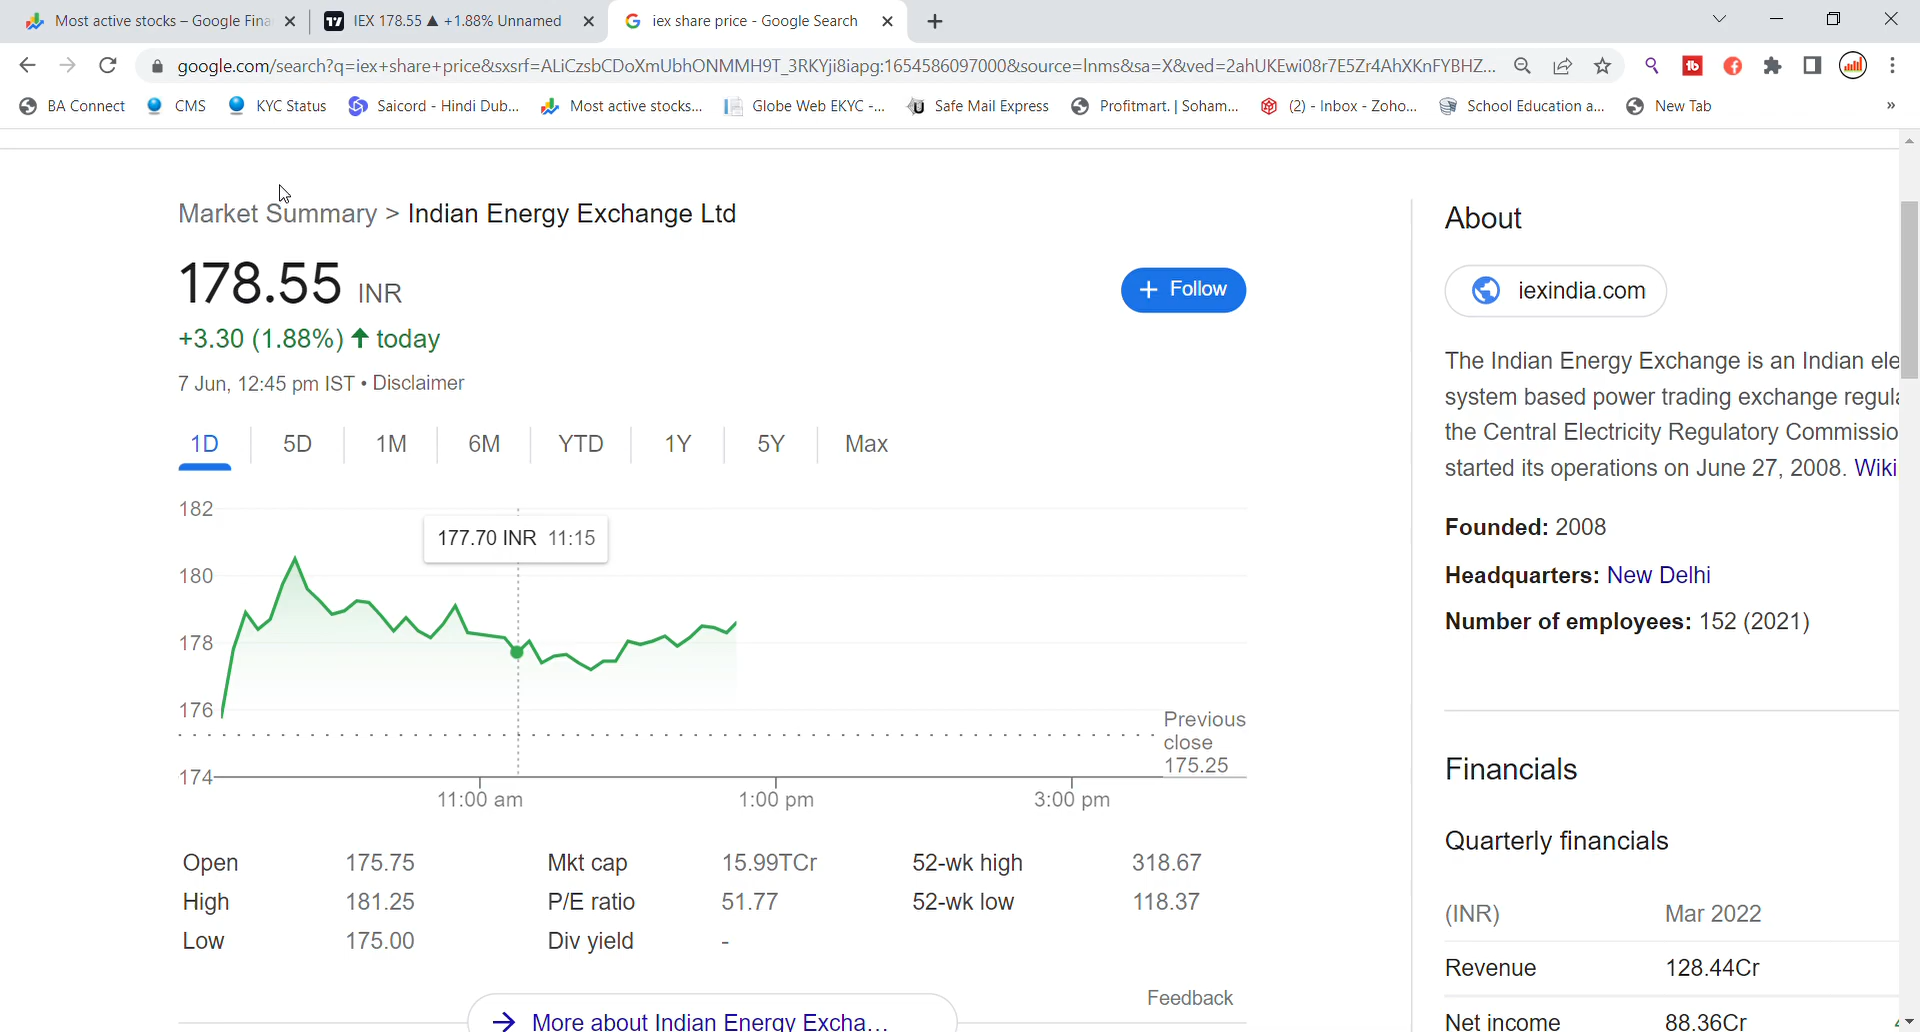 Most active stocks – Google Fina
IEX 178.55 ▲ +1.88% Unnamed
iex share price - Google Search
google.com/search?q=iex+share+price&sxsrf=ALiCzsbCDoXmUbhONMMH9T_3RKYji8iapg:1654586097000&source=lnms&sa=X&ved=2ahUKEwi08r7E5Zr4AhXKnFYBHZ...
BA Connect
CMS
KYC Status
Saicord - Hindi Dub...
Most active stocks...
Globe Web EKYC -...
Safe Mail Express
Profitmart. | Soham...
(2) - Inbox - Zoho...
School Education a...
New Tab
»
Market Summary > Indian Energy Exchange Ltd
178.55 INR
+ Follow
+3.30 (1.88%) ↑ today
7 Jun, 12:45 pm IST • Disclaimer
1D 5D 1M 6M YTD 1Y 5Y Max
182
177.70 INR 11:15
180
178
176
Previous
close
175.25
174
11:00 am 1:00 pm 3:00 pm
Open 175.75 Mkt cap 15.99TCr 52-wk high 318.67
High 181.25 P/E ratio 51.77 52-wk low 118.37
Low 175.00 Div yield -
Feedback
→ More about Indian Energy Excha...
About
iexindia.com
The Indian Energy Exchange is an Indian ele
system based power trading exchange regula
the Central Electricity Regulatory Commissio
started its operations on June 27, 2008. Wiki
Founded: 2008
Headquarters: New Delhi
Number of employees: 152 (2021)
Financials
Quarterly financials
(INR) Mar 2022
Revenue 128.44Cr
Net income 88.36Cr